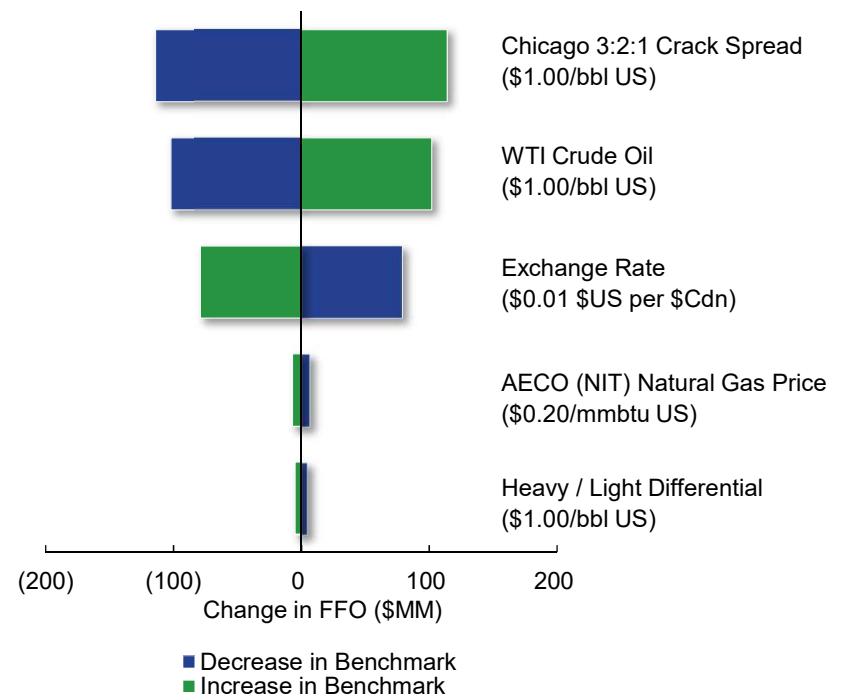 Chicago 3:2:1 Crack Spread
($1.00/bbl US)
WTI Crude Oil
($1.00/bbl US)
Exchange Rate
($0.01 $US per $Cdn)
AECO (NIT) Natural Gas Price
($0.20/mmbtu US)
Heavy / Light Differential
($1.00/bbl US)
(200) (100) 0 100 200
Change in FFO ($MM)
Decrease in Benchmark
Increase in Benchmark